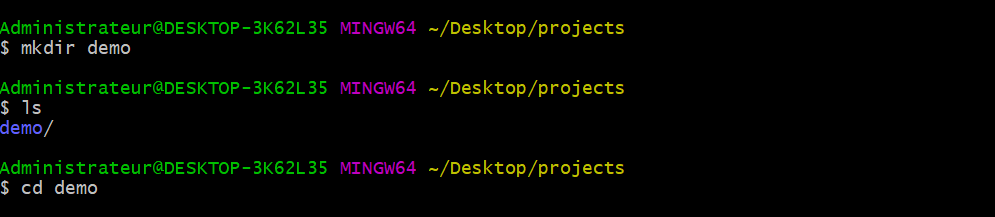 Administrateur@DESKTOP-3K62L35 MINGW64 ~/Desktop/projects
$ mkdir demo
Administrateur@DESKTOP-3K62L35 MINGW64 ~/Desktop/projects
$ ls
demo/
Administrateur@DESKTOP-3K62L35 MINGW64 ~/Desktop/projects
$ cd demo